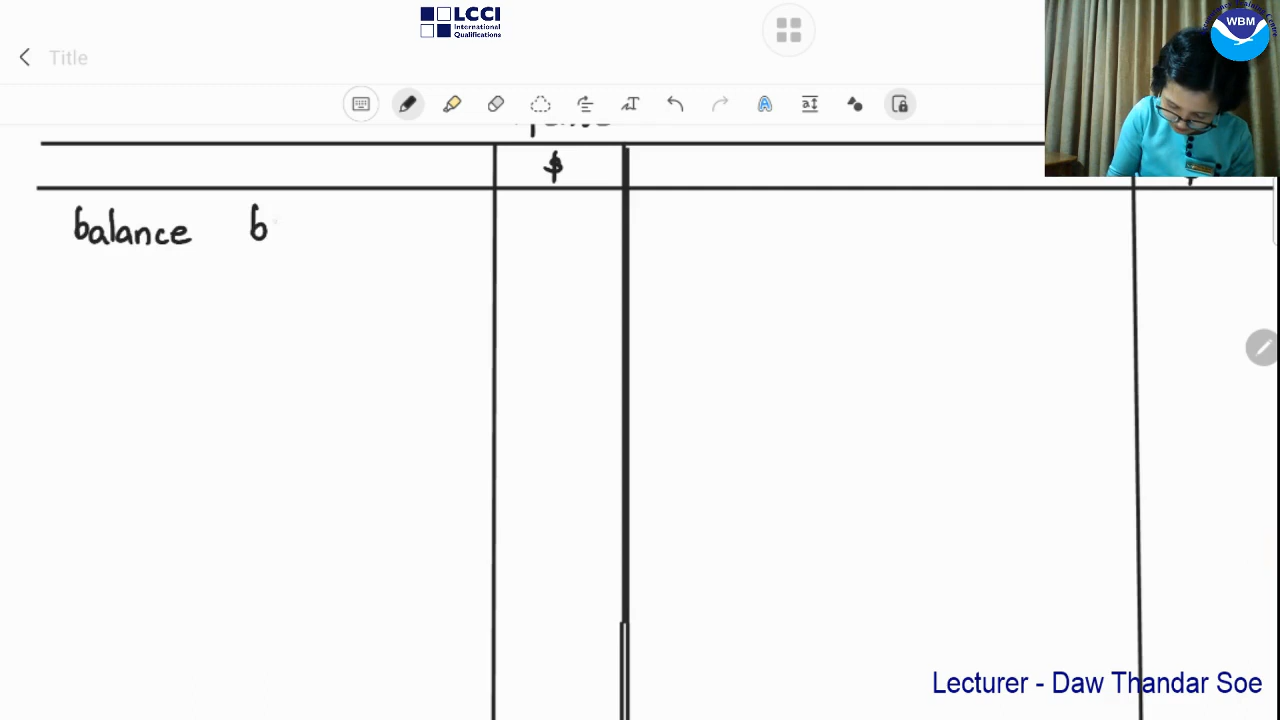 LCCI
International
Qualifications
WBM
Title
$
balance b
Lecturer - Daw Thandar Soe